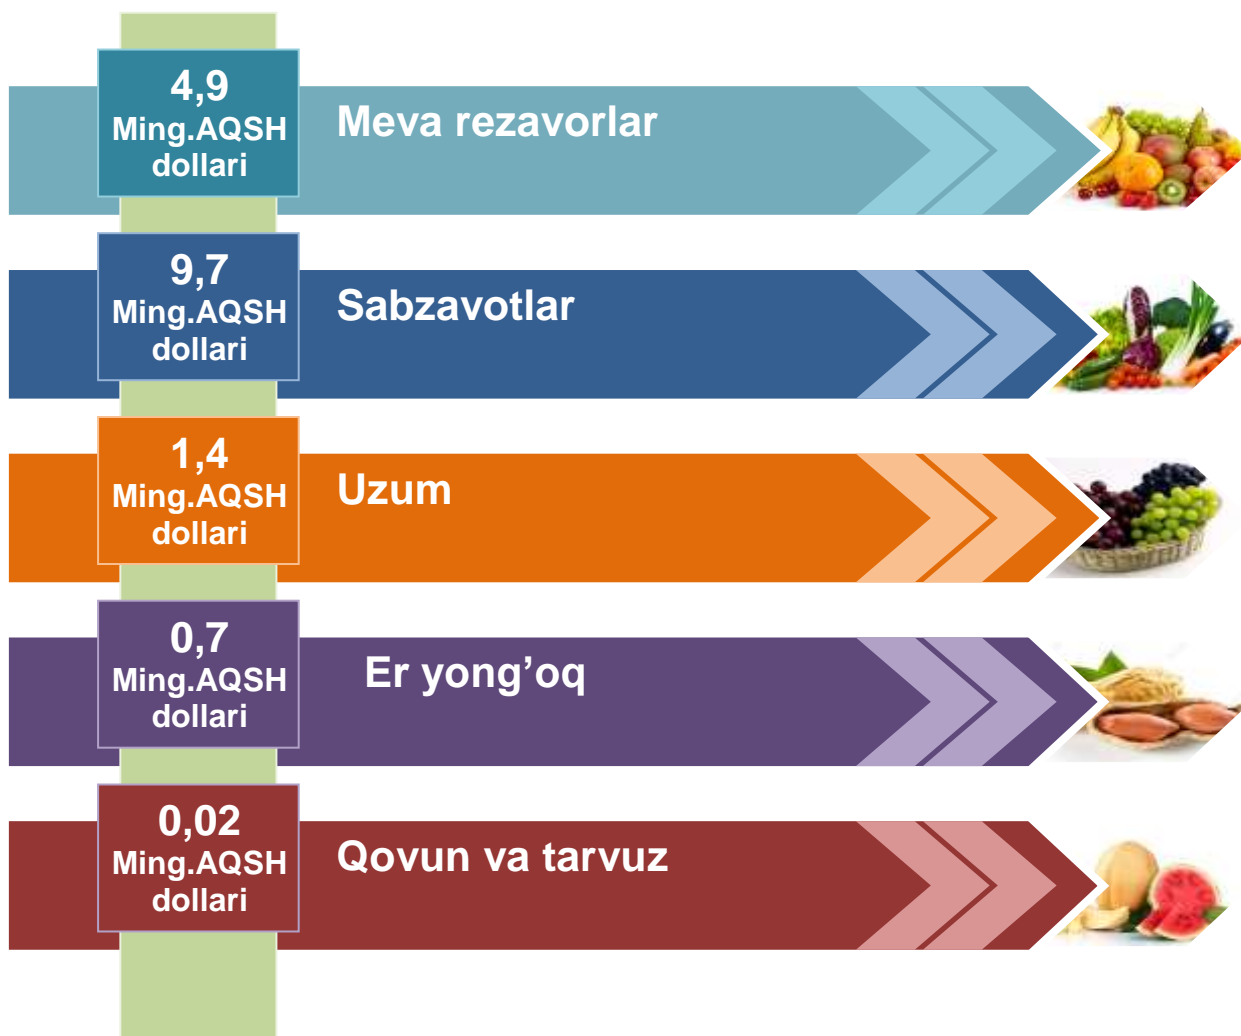 4,9
Ming.AQSH
dollari
Meva rezavorlar
9,7
Ming.AQSH
dollari
Sabzavotlar
1,4
Ming.AQSH
dollari
Uzum
0,7
Ming.AQSH
dollari
Er yong’oq
0,02
Ming.AQSH
dollari
Qovun va tarvuz